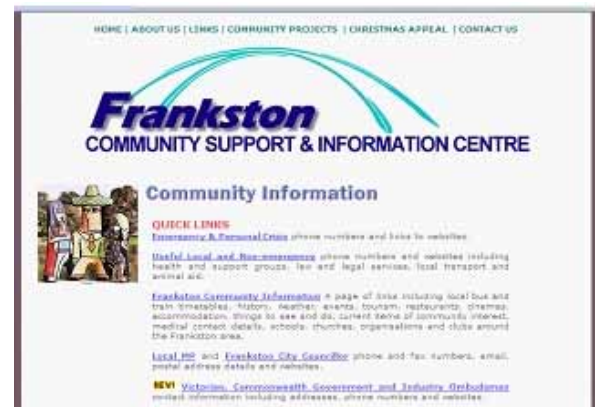 HOME | ABOUT US | LINKS | COMMUNITY PROJECTS | CHRISTMAS APPEAL | CONTACT US
Frankston
COMMUNITY SUPPORT & INFORMATION CENTRE
Community Information
QUICK LINKS
Emergency & Personal Crisis phone numbers and links to websites.
Useful Local and Non-emergency phone numbers and websites including
health and support groups, law and legal services, local transport and
animal aid.
Frankston Community Information A page of links including local bus and
train timetables, history, weather, events, tourism, restaurants, cinemas,
accommodation, things to see and do, current items of community interest,
medical contact details, schools, churches, organisations and clubs around
the Frankston area.
Local MP and Frankston City Councillor phone and fax numbers, email,
postal address details and websites.
NEW! Victorian, Commonwealth Government and Industry Ombudsman
contact information including addresses, phone numbers and websites.